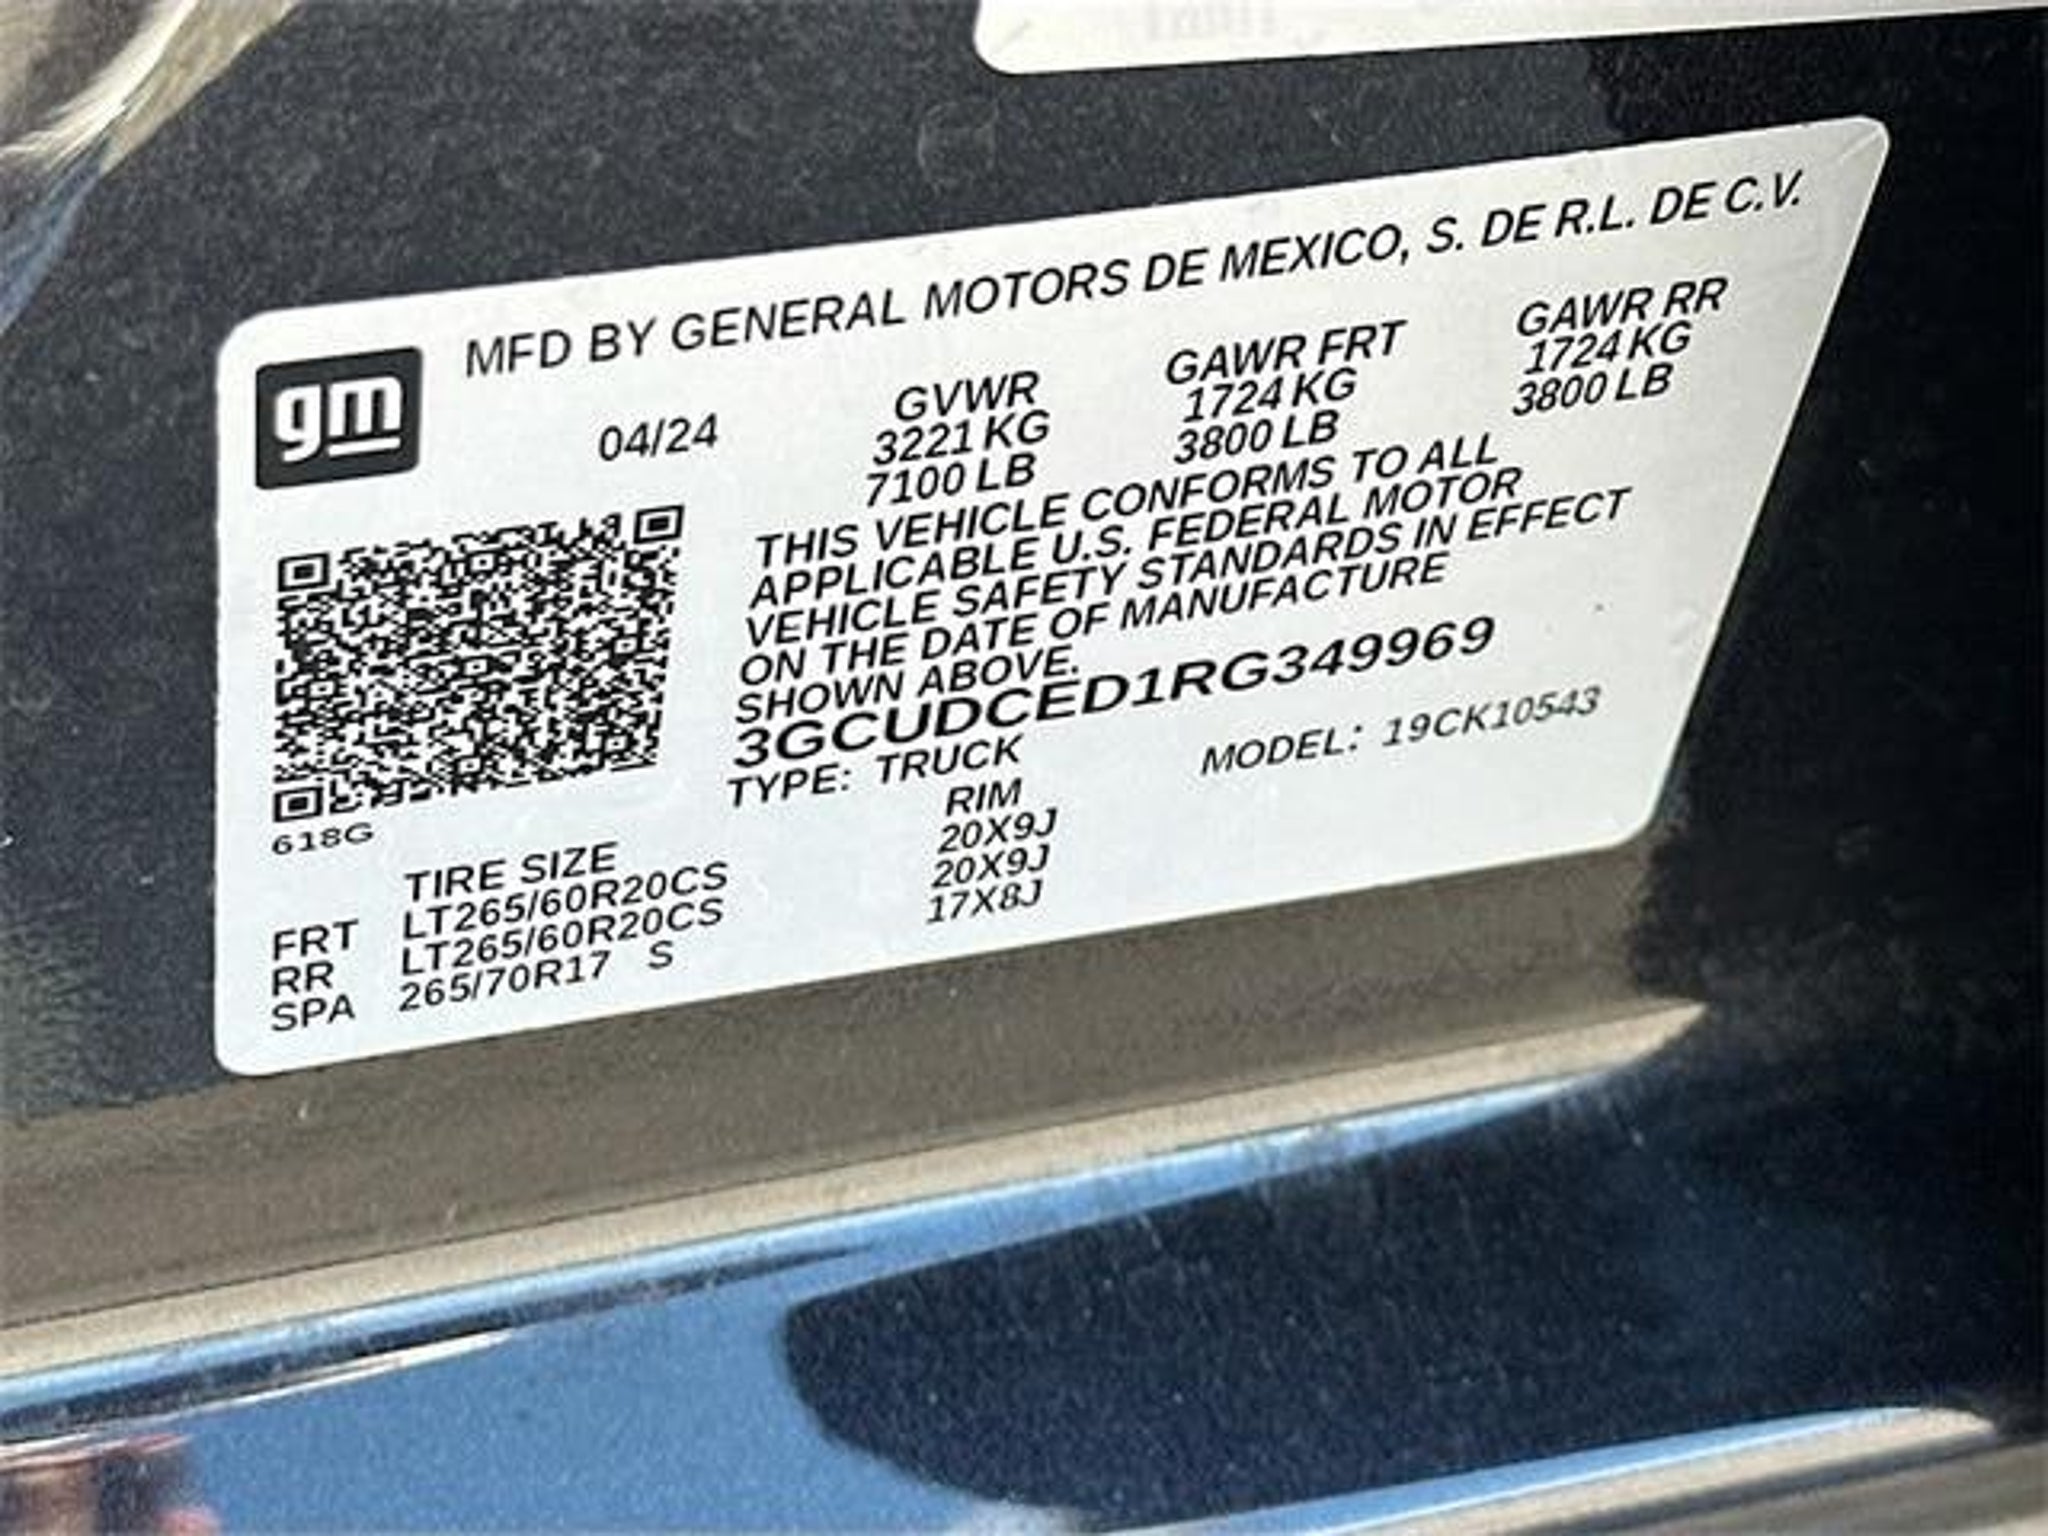 MFD BY GENERAL MOTORS DE MEXICO, S. DE R.L. DE C.V.
gm
04/24
GVWR GAWR FRT GAWR RR
3221 KG 1724 KG 1724 KG
7100 LB 3800 LB 3800 LB
THIS VEHICLE CONFORMS TO ALL
APPLICABLE U.S. FEDERAL MOTOR
VEHICLE SAFETY STANDARDS IN EFFECT
ON THE DATE OF MANUFACTURE
SHOWN ABOVE.
3GCUDCED1RG349969
TYPE: TRUCK MODEL: 19CK10543
618G
TIRE SIZE RIM
FRT LT265/60R20CS 20X9J
RR LT265/60R20CS 20X9J
SPA 265/70R17 S 17X8J